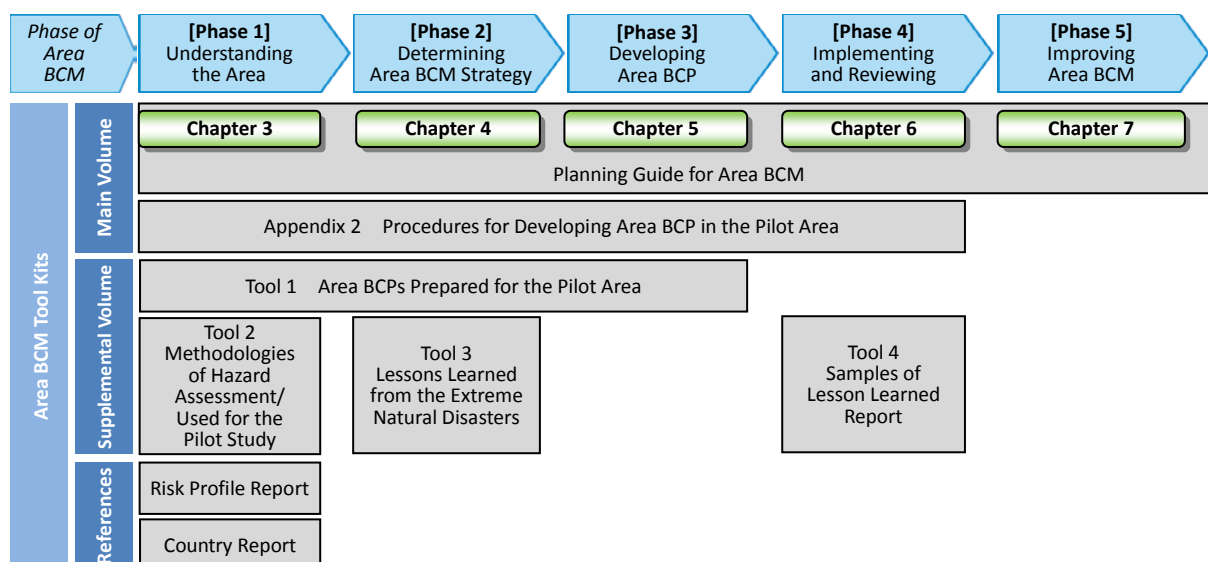 Phase of
Area
BCM
[Phase 1]
Understanding
the Area
[Phase 2]
Determining
Area BCM Strategy
[Phase 3]
Developing
Area BCP
[Phase 4]
Implementing
and Reviewing
[Phase 5]
Improving
Area BCM
Area BCM Tool Kits
Main Volume
Chapter 3
Chapter 4
Chapter 5
Chapter 6
Chapter 7
Planning Guide for Area BCM
Appendix 2 Procedures for Developing Area BCP in the Pilot Area
Supplemental Volume
Tool 1 Area BCPs Prepared for the Pilot Area
Tool 2
Methodologies
of Hazard
Assessment/
Used for the
Pilot Study
Tool 3
Lessons Learned
from the Extreme
Natural Disasters
Tool 4
Samples of
Lesson Learned
Report
References
Risk Profile Report
Country Report